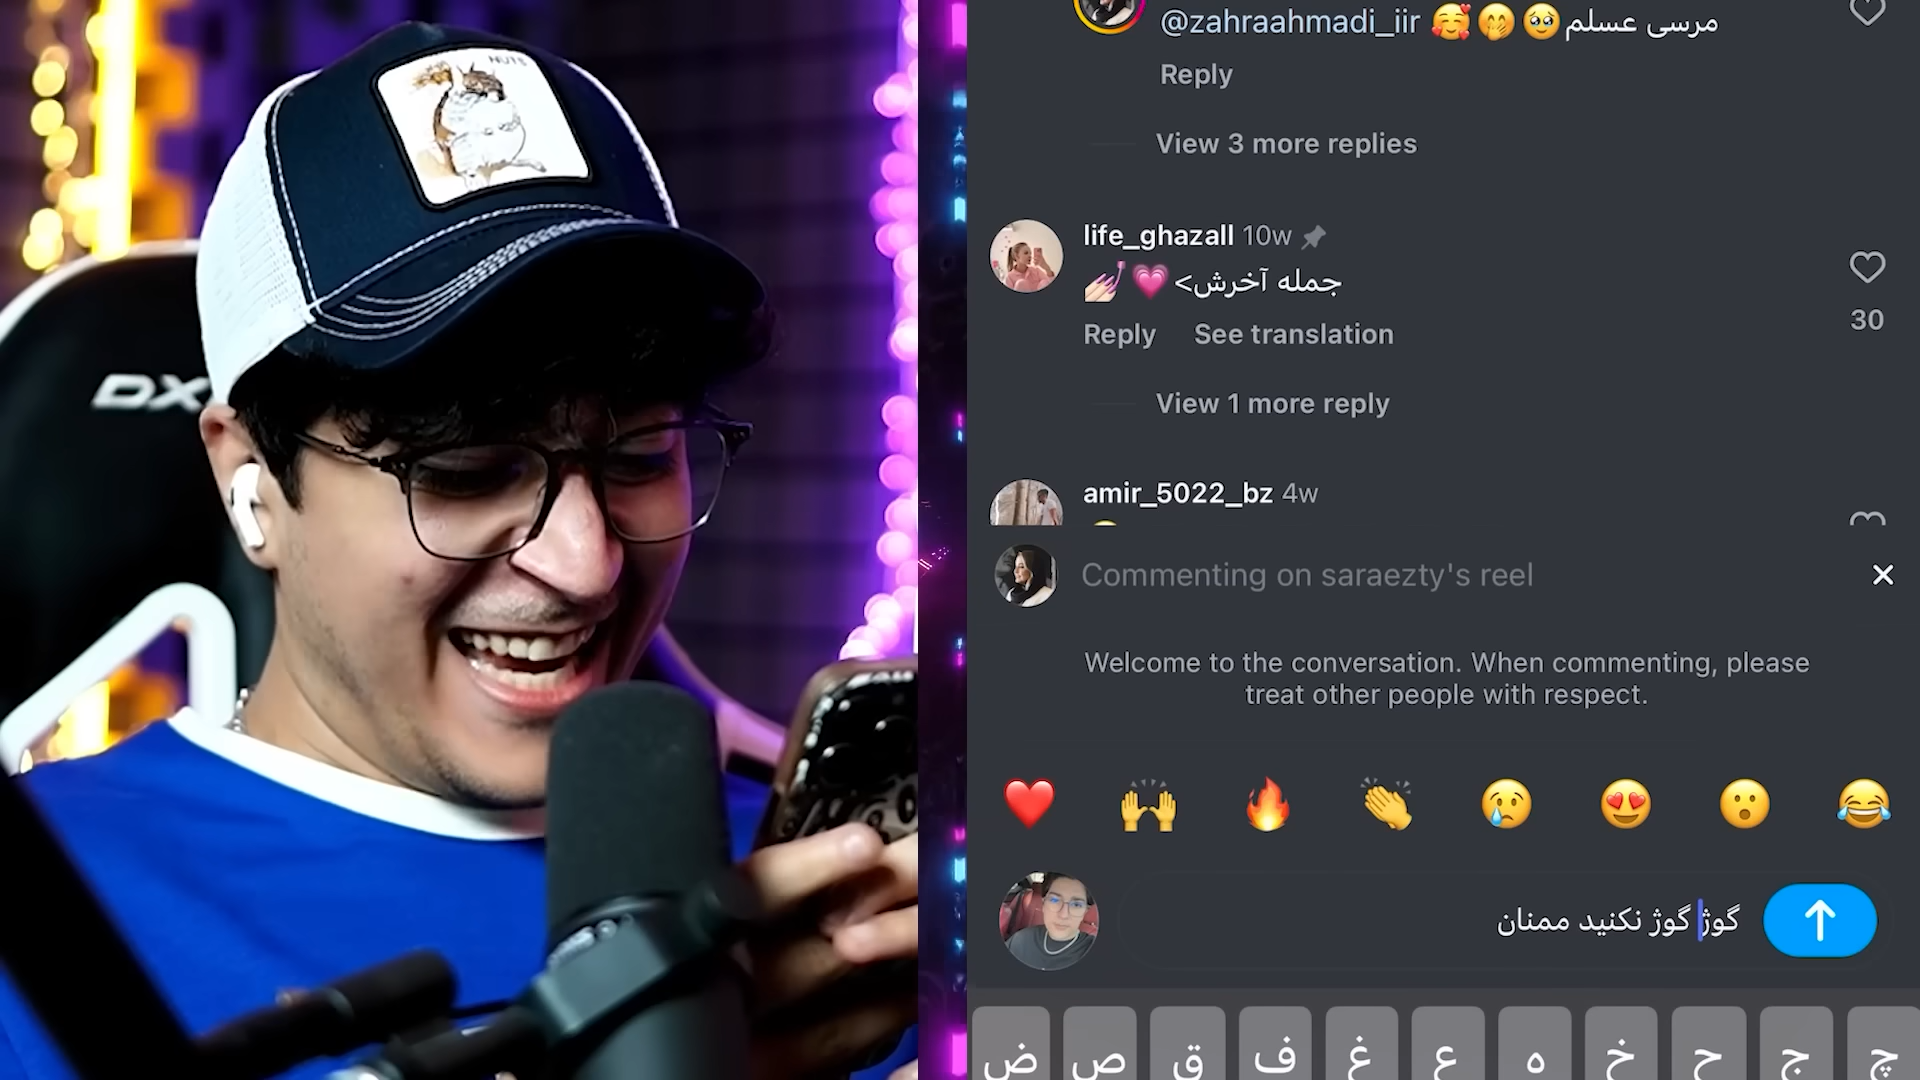 NUTS
DX
@zahraahmadi_iir 🥰🤭🥹مرسی عسلم
Reply
View 3 more replies
life_ghazall 10w
جمله آخرش>💗💅🏻
Reply See translation
30
View 1 more reply
amir_5022_bz 4w
Commenting on saraezty's reel
Welcome to the conversation. When commenting, please
treat other people with respect.
❤️ 🙌 🔥 👏 😢 😍 😮 😂
گوژ گوژ نکنید ممنان
ض ص ق ف غ ع ه خ ح ج چ